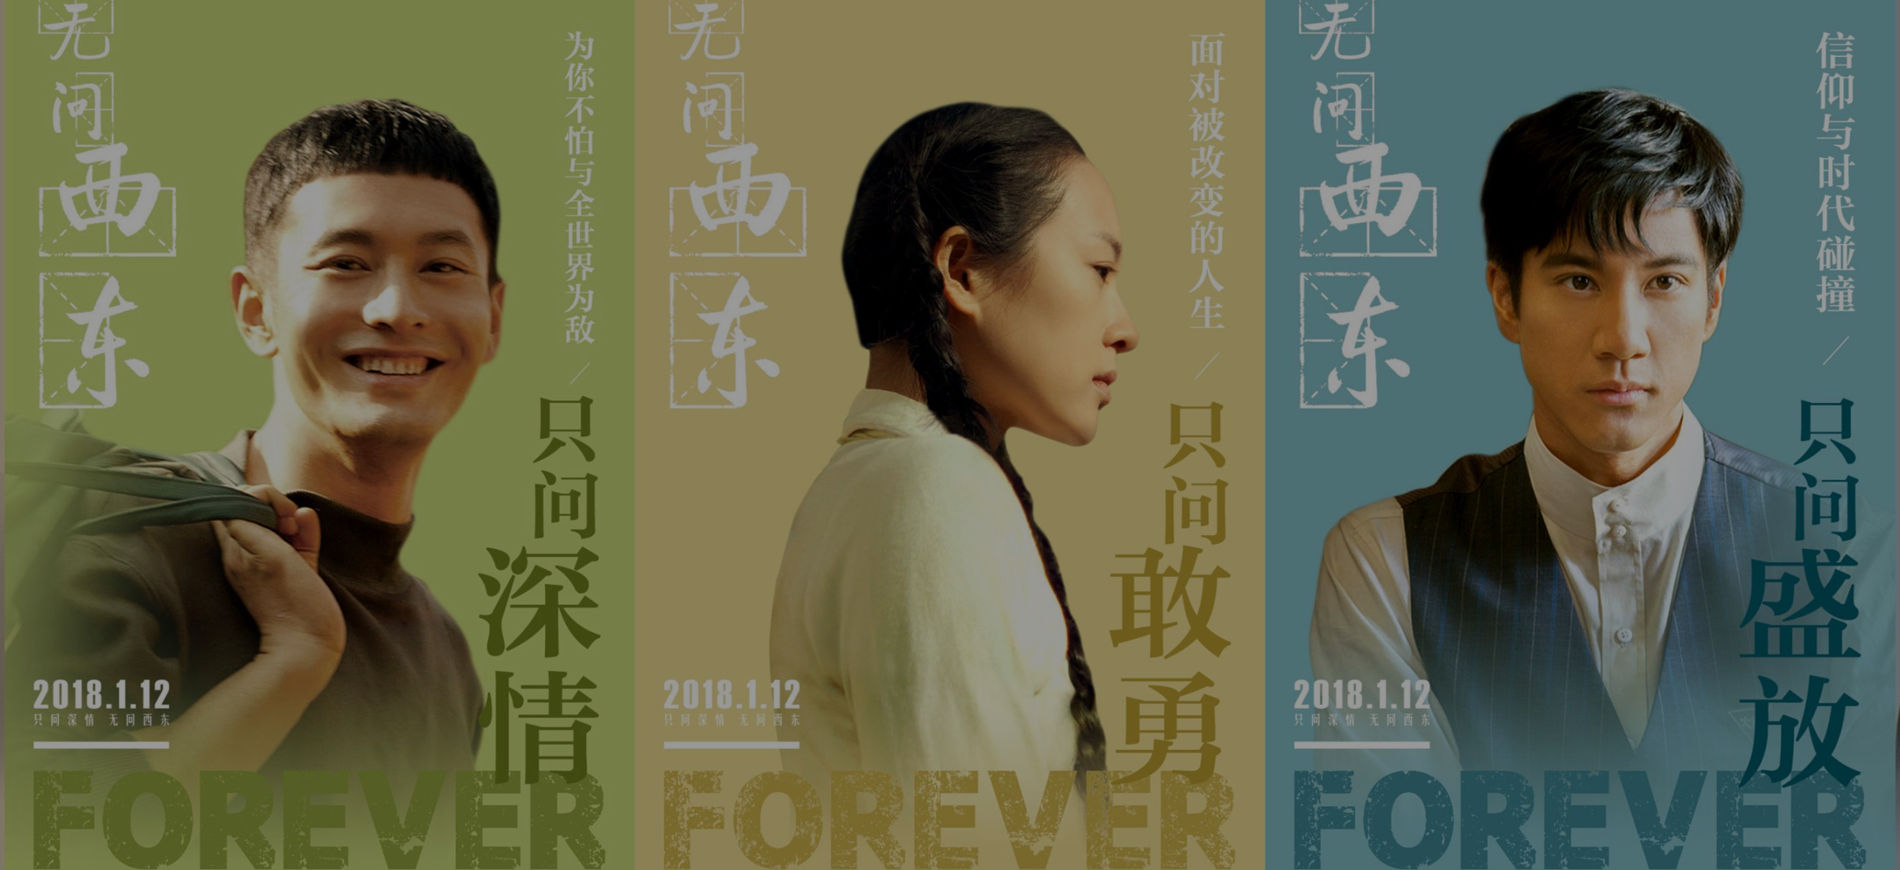 无问西东
为你不怕与全世界为敌/
只问深情
2018.1.12
只问深情 无问西东
FOREVER
无问西东
面对被改变的人生/
只问敢勇
2018.1.12
只问深情 无问西东
FOREVER
无问西东
信仰与时代碰撞/
只问盛放
2018.1.12
只问深情 无问西东
FOREVER